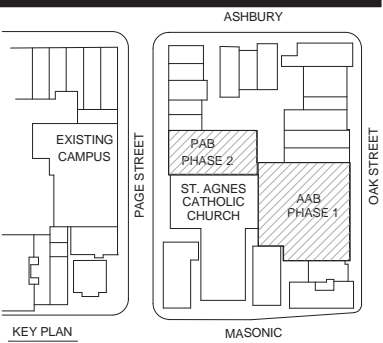 ASHBURY
EXISTING
CAMPUS
PAGE STREET
PAB
PHASE 2
ST. AGNES
CATHOLIC
CHURCH
AAB
PHASE 1
OAK STREET
KEY PLAN
MASONIC